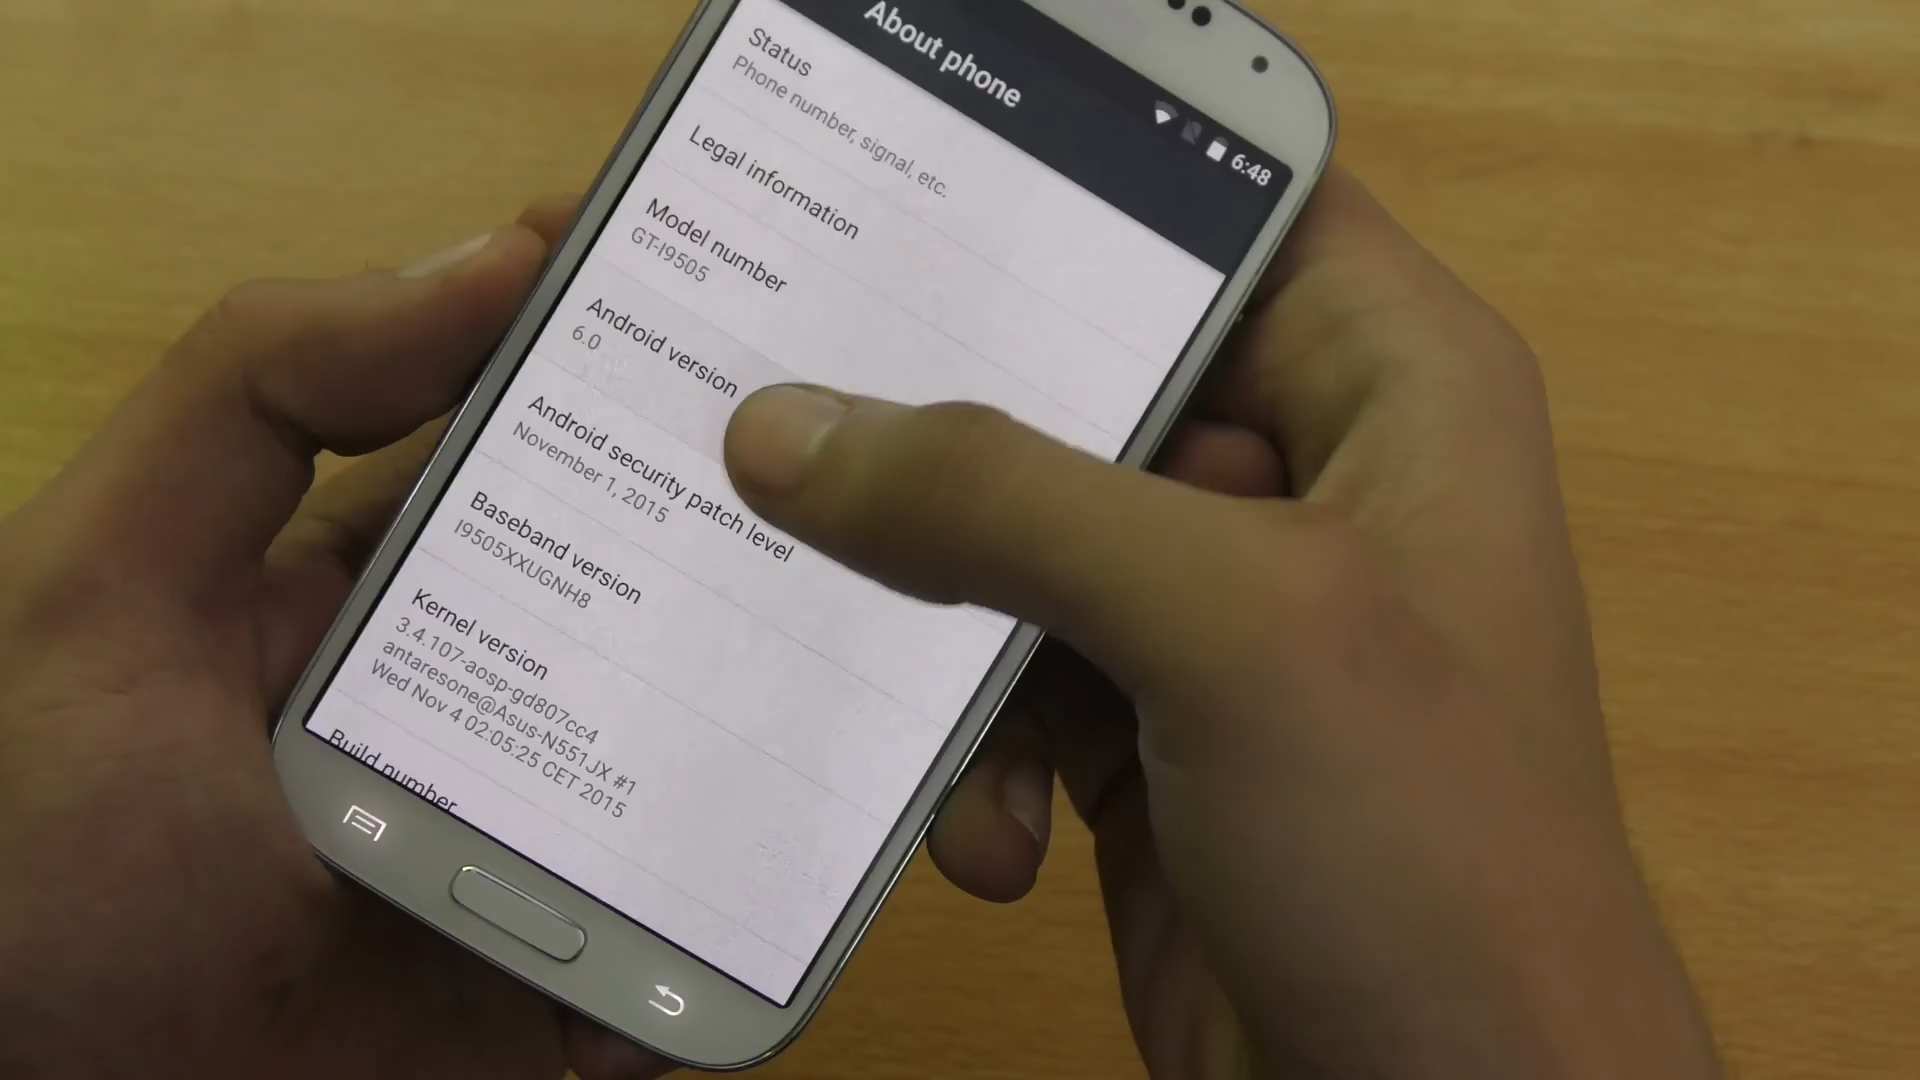 About phone
6:48
Status
Phone number, signal, etc.
Legal information
Model number
GT-I9505
Android version
6.0
Android security patch level
November 1, 2015
Baseband version
I9505XXUGNH8
Kernel version
3.4.107-aosp-gd807cc4
antaresone@Asus-N551JX #1
Wed Nov 4 02:05:25 CET 2015
Build number